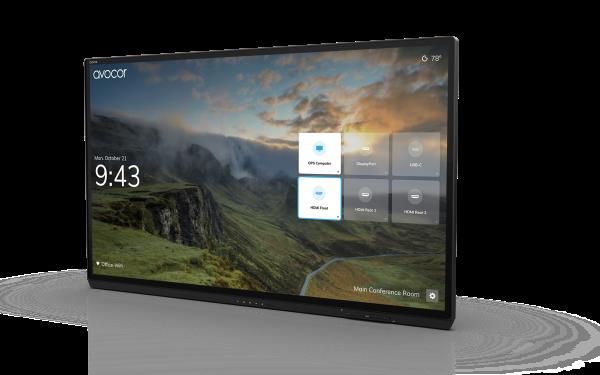 avocor
78°
Mon. October 21
9:43
OPS Computer
DisplayPort
USB-C
HDMI Front
HDMI Rear 1
HDMI Rear 2
Office WiFi
Main Conference Room